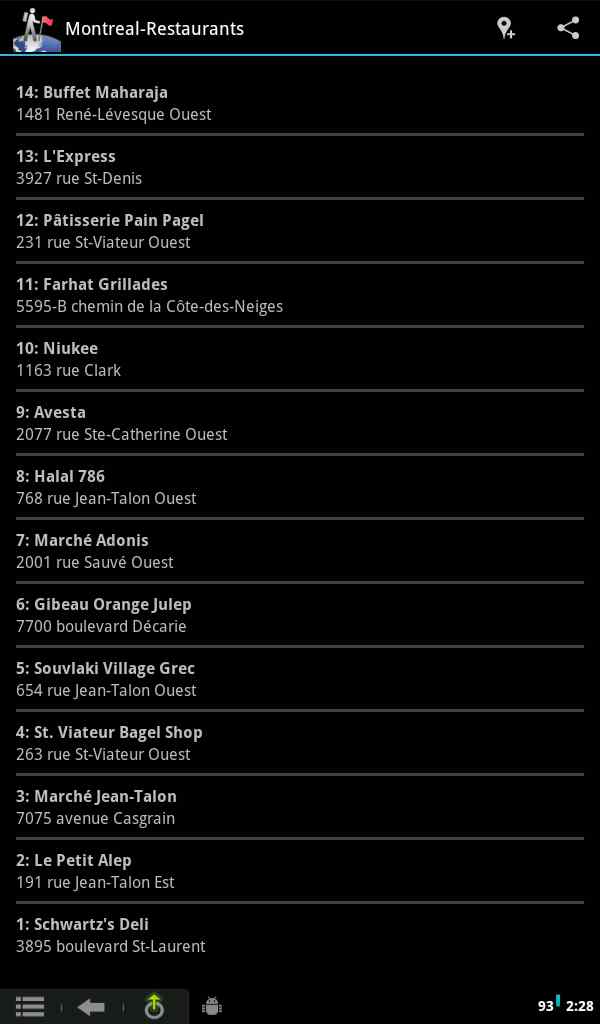 Montreal-Restaurants
14: Buffet Maharaja
1481 René-Lévesque Ouest
13: L'Express
3927 rue St-Denis
12: Pâtisserie Pain Pagel
231 rue St-Viateur Ouest
11: Farhat Grillades
5595-B chemin de la Côte-des-Neiges
10: Niukee
1163 rue Clark
9: Avesta
2077 rue Ste-Catherine Ouest
8: Halal 786
768 rue Jean-Talon Ouest
7: Marché Adonis
2001 rue Sauvé Ouest
6: Gibeau Orange Julep
7700 boulevard Décarie
5: Souvlaki Village Grec
654 rue Jean-Talon Ouest
4: St. Viateur Bagel Shop
263 rue St-Viateur Ouest
3: Marché Jean-Talon
7075 avenue Casgrain
2: Le Petit Alep
191 rue Jean-Talon Est
1: Schwartz's Deli
3895 boulevard St-Laurent
93 2:28